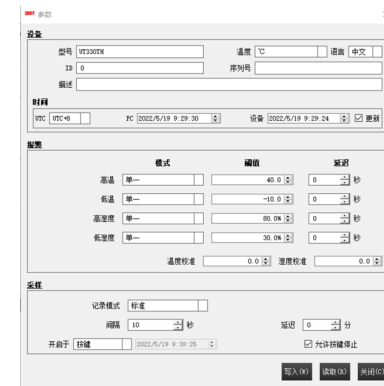 UNI-T 参数
设备
型号 UT330TH 温度 ℃ 语言 中文
ID 0 序列号
描述
时间
UTC UTC+8 PC 2022/5/19 9:29:30 设备 2022/5/19 9:29:24 更新
报警
模式 阈值 延迟
高温 单一 40.0 0 秒
低温 单一 -10.0 0 秒
高湿度 单一 80.0% 0 秒
低湿度 单一 30.0% 0 秒
温度校准 0.0 湿度校准 0.0
采样
记录模式 标准
间隔 10 秒 延迟 0 分
开启于 按键 2022/5/19 9:39:25 允许按键停止
写入(W) 读取(R) 关闭(C)